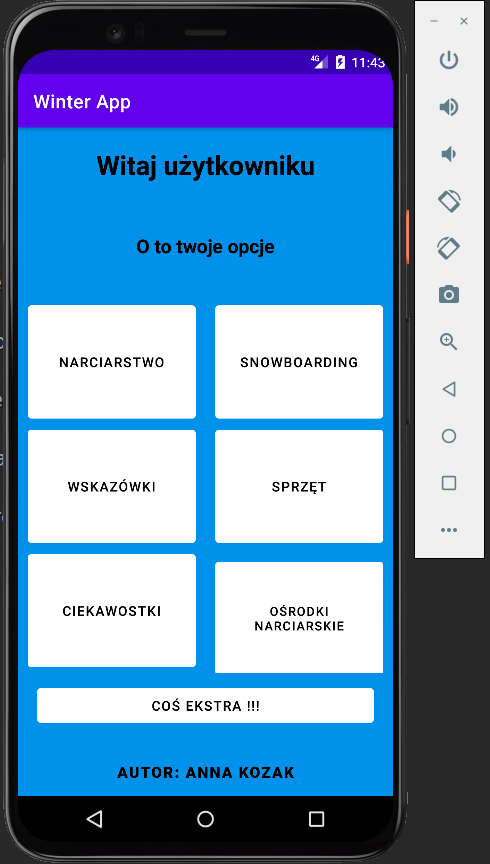 4G 11:43
Winter App
Witaj użytkowniku
O to twoje opcje
NARCIARSTWO
SNOWBOARDING
WSKAZÓWKI
SPRZĘT
CIEKAWOSTKI
OŚRODKI
NARCIARSKIE
COŚ EKSTRA !!!
AUTOR: ANNA KOZAK